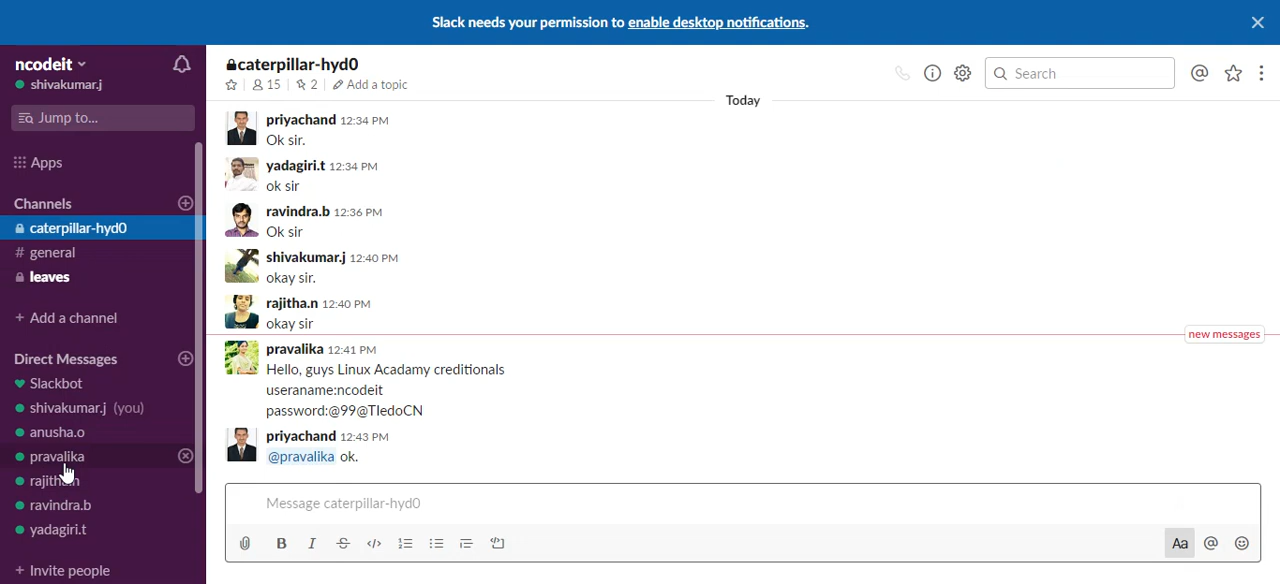 Slack needs your permission to enable desktop notifications.
ncodeit
shivakumar.j
Jump to...
Apps
Channels
caterpillar-hyd0
# general
leaves
+ Add a channel
Direct Messages
Slackbot
shivakumar.j (you)
anusha.o
pravalika
rajitha.n
ravindra.b
yadagiri.t
+ Invite people
caterpillar-hyd0
15
2
Add a topic
Search
Today
priyachand 12:34 PM
Ok sir.
yadagiri.t 12:34 PM
ok sir
ravindra.b 12:36 PM
Ok sir
shivakumar.j 12:40 PM
okay sir.
rajitha.n 12:40 PM
okay sir
new messages
pravalika 12:41 PM
Hello, guys Linux Acadamy creditionals
useraname:ncodeit
password:@99@TIedoCN
priyachand 12:43 PM
@pravalika ok.
Message caterpillar-hyd0
B I S </> Aa @